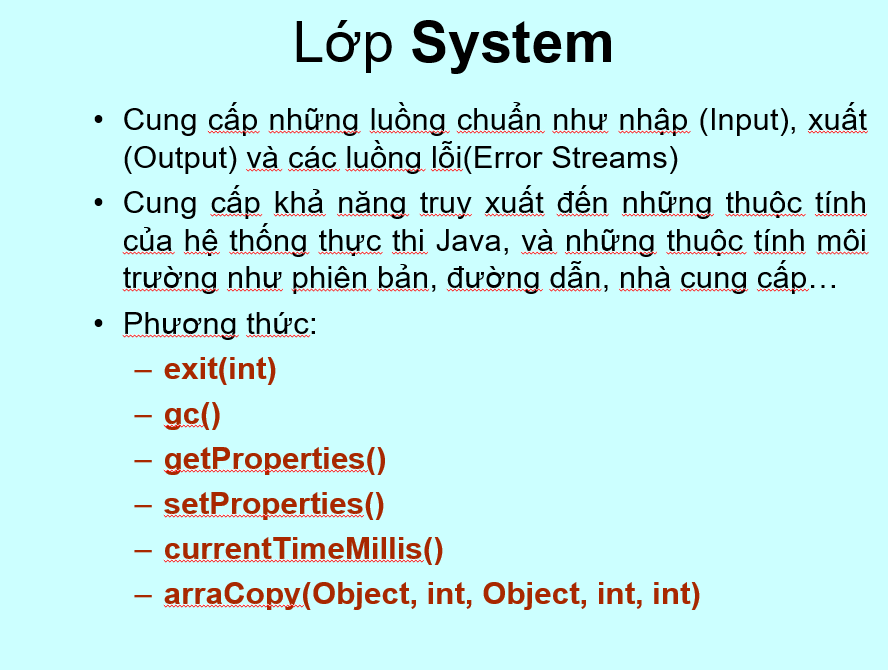 Lớp System
• Cung cấp những luồng chuẩn như nhập (Input), xuất
(Output) và các luồng lỗi(Error Streams)
• Cung cấp khả năng truy xuất đến những thuộc tính
của hệ thống thực thi Java, và những thuộc tính môi
trường như phiên bản, đường dẫn, nhà cung cấp…
• Phương thức:
– exit(int)
– gc()
– getProperties()
– setProperties()
– currentTimeMillis()
– arraCopy(Object, int, Object, int, int)